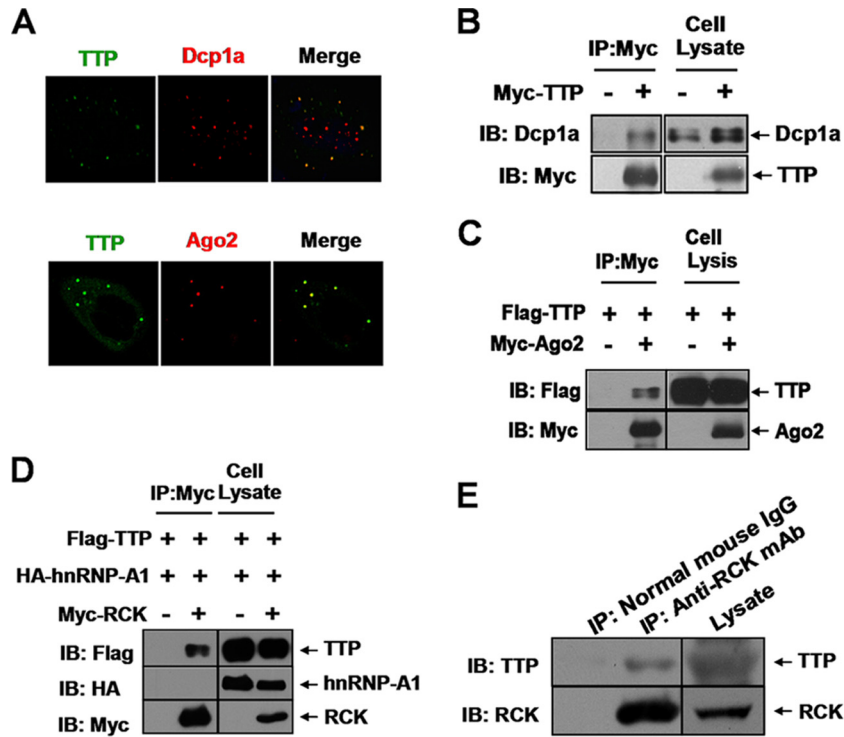 A
TTP Dcp1a Merge
TTP Ago2 Merge
B
IP:Myc Cell Lysate
Myc-TTP - + - +
IB: Dcp1a ← Dcp1a
IB: Myc ← TTP
C
IP:Myc Cell Lysis
Flag-TTP + + + +
Myc-Ago2 - + - +
IB: Flag ← TTP
IB: Myc ← Ago2
D
IP:Myc Cell Lysate
Flag-TTP + + + +
HA-hnRNP-A1 + + + +
Myc-RCK - + - +
IB: Flag ← TTP
IB: HA ← hnRNP-A1
IB: Myc ← RCK
E
IP: Normal mouse IgG
IP: Anti-RCK mAb
Lysate
IB: TTP ← TTP
IB: RCK ← RCK